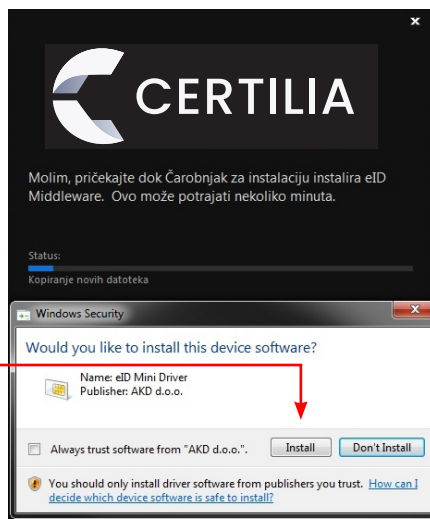 CERTILIA
Molim, pričekajte dok Čarobnjak za instalaciju instalira eID
Middleware. Ovo može potrajati nekoliko minuta.
Status:
Kopiranje novih datoteka
Windows Security
Would you like to install this device software?
Name: eID Mini Driver
Publisher: AKD d.o.o.
Always trust software from "AKD d.o.o.".
Install
Don't Install
You should only install driver software from publishers you trust. How can I
decide which device software is safe to install?